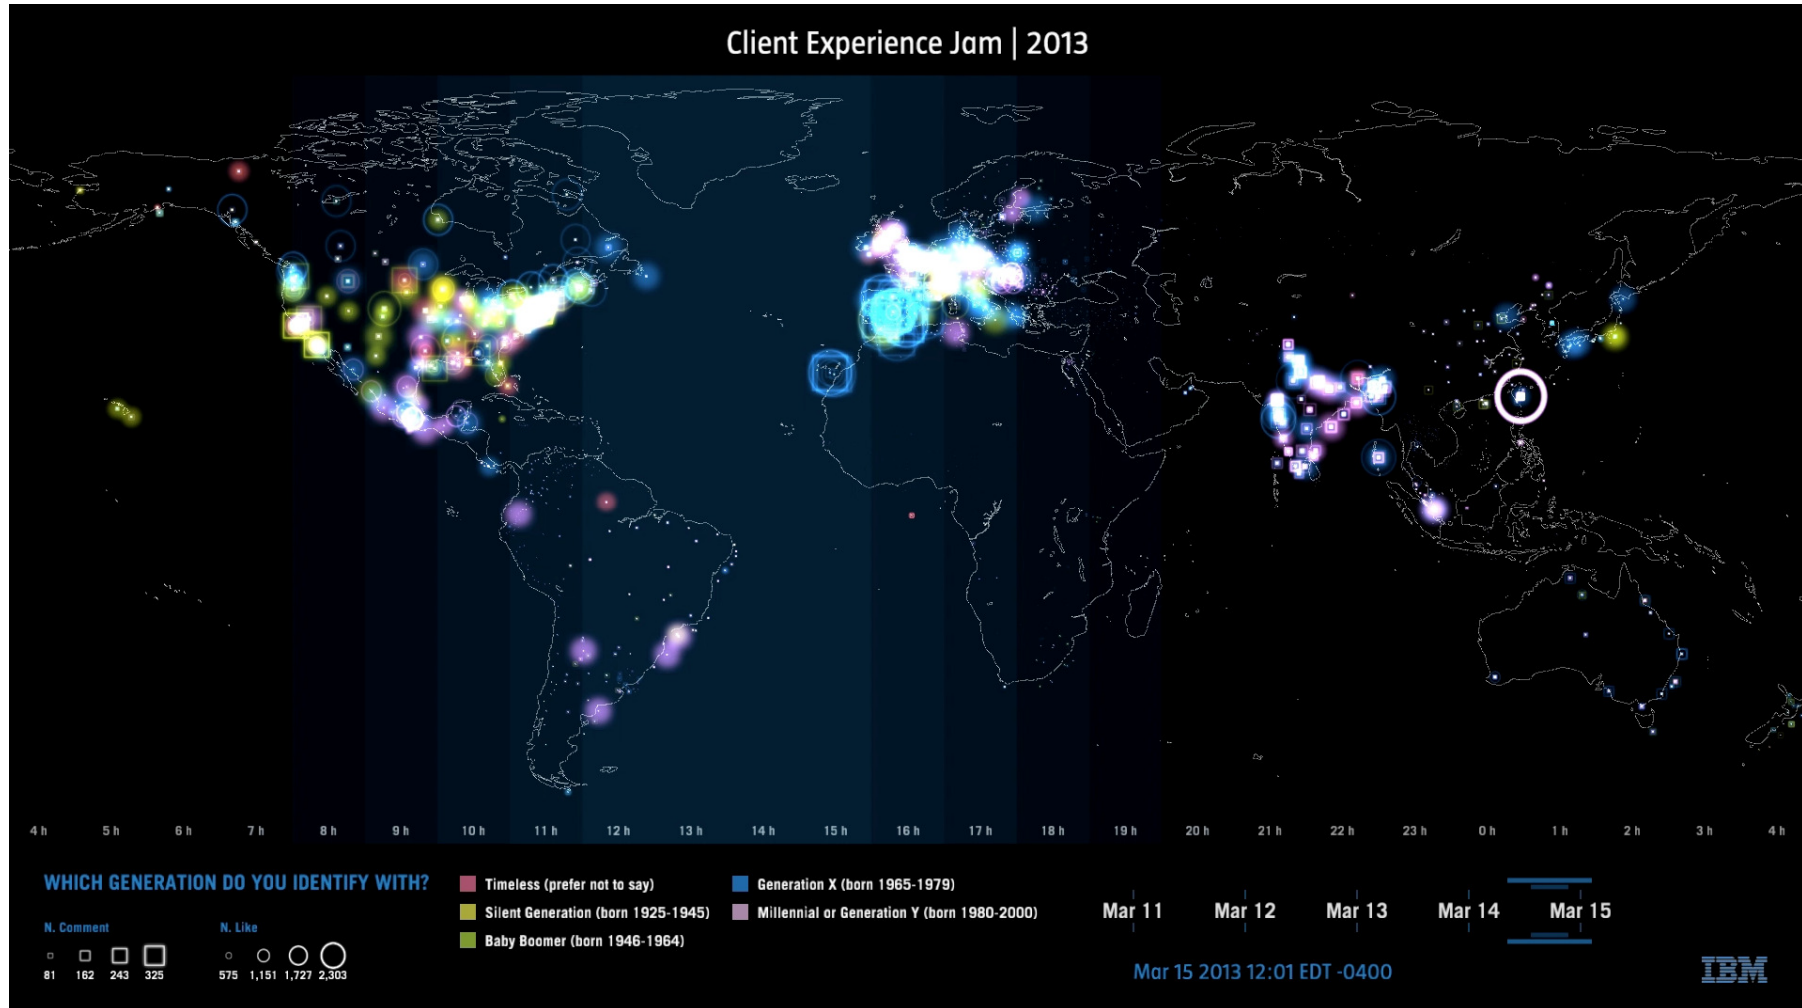 Client Experience Jam | 2013
4 h 5 h 6 h 7 h 8 h 9 h 10 h 11 h 12 h 13 h 14 h 15 h 16 h 17 h 18 h 19 h 20 h 21 h 22 h 23 h 0 h 1 h 2 h 3 h 4 h
WHICH GENERATION DO YOU IDENTIFY WITH?
N. Comment
81 162 243 325
N. Like
575 1,151 1,727 2,303
Timeless (prefer not to say)
Silent Generation (born 1925-1945)
Baby Boomer (born 1946-1964)
Generation X (born 1965-1979)
Millennial or Generation Y (born 1980-2000)
Mar 11 Mar 12 Mar 13 Mar 14 Mar 15
Mar 15 2013 12:01 EDT -0400
IBM